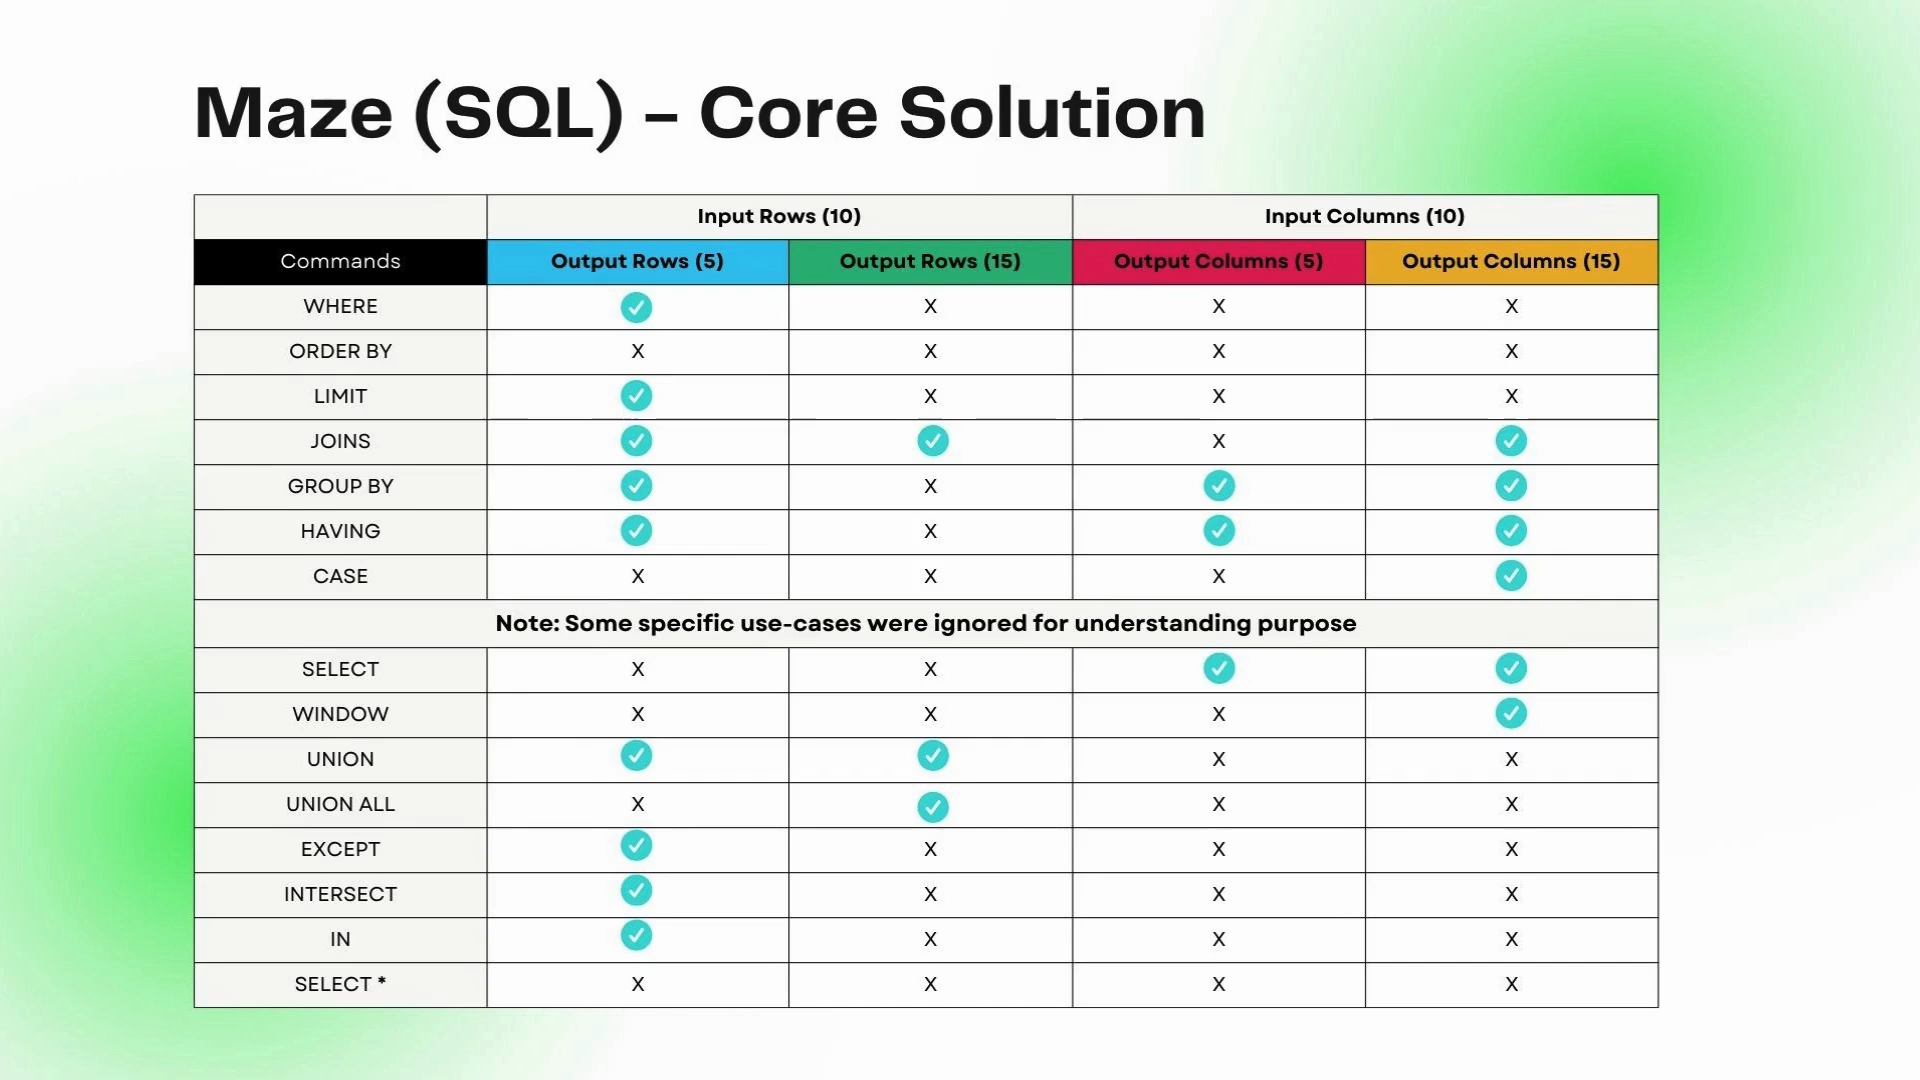 Maze (SQL) – Core Solution
Input Rows (10) Input Columns (10)
Commands Output Rows (5) Output Rows (15) Output Columns (5) Output Columns (15)
WHERE X X X
ORDER BY X X X X
LIMIT X X X
JOINS X
GROUP BY X
HAVING X
CASE X X X
Note: Some specific use-cases were ignored for understanding purpose
SELECT X X
WINDOW X X X
UNION X X
UNION ALL X X X
EXCEPT X X X
INTERSECT X X X
IN X X X
SELECT * X X X X